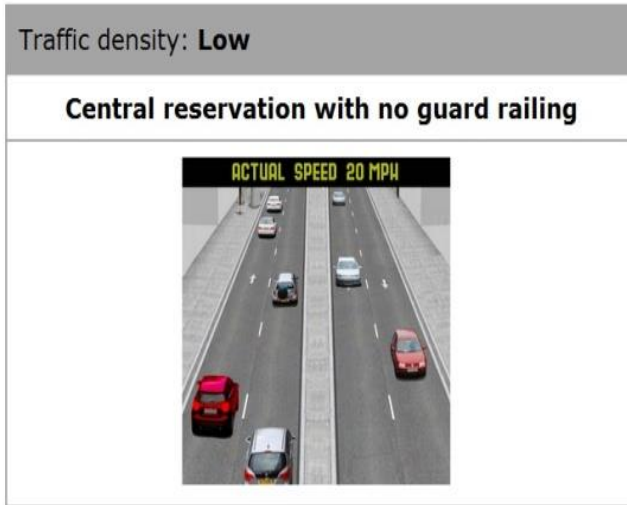 Traffic density: Low
Central reservation with no guard railing
ACTUAL SPEED 20 MPH